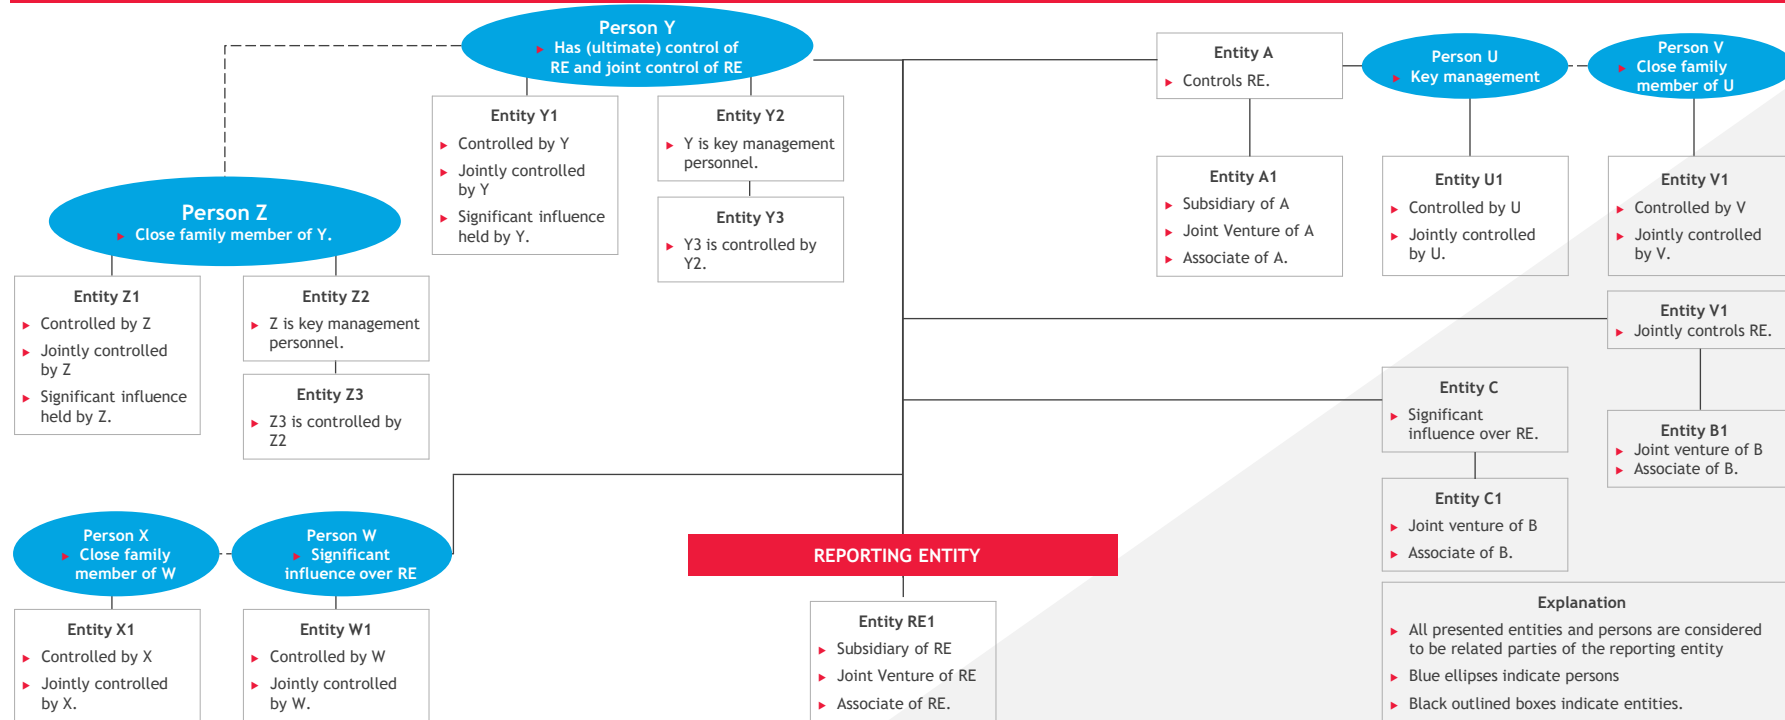 Person Y
▶ Has (ultimate) control of
RE and joint control of RE
Entity Y1
▶ Controlled by Y
▶ Jointly controlled
by Y
▶ Significant influence
held by Y.
Entity Y2
▶ Y is key management
personnel.
Entity Y3
▶ Y3 is controlled by
Y2.
Person Z
▶ Close family member of Y.
Entity Z1
▶ Controlled by Z
▶ Jointly controlled
by Z
▶ Significant influence
held by Z.
Entity Z2
▶ Z is key management
personnel.
Entity Z3
▶ Z3 is controlled by
Z2
Entity A
▶ Controls RE.
Person U
▶ Key management
Person V
▶ Close family
member of U
Entity A1
▶ Subsidiary of A
▶ Joint Venture of A
▶ Associate of A.
Entity U1
▶ Controlled by U
▶ Jointly controlled
by U.
Entity V1
▶ Controlled by V
▶ Jointly controlled
by V.
Entity V1
▶ Jointly controls RE.
Entity B1
▶ Joint venture of B
▶ Associate of B.
Entity C
▶ Significant
influence over RE.
Entity C1
▶ Joint venture of B
▶ Associate of B.
Person X
▶ Close family
member of W
Person W
▶ Significant
influence over RE
Entity X1
▶ Controlled by X
▶ Jointly controlled
by X.
Entity W1
▶ Controlled by W
▶ Jointly controlled
by W.
REPORTING ENTITY
Entity RE1
▶ Subsidiary of RE
▶ Joint Venture of RE
▶ Associate of RE.
Explanation
▶ All presented entities and persons are considered
to be related parties of the reporting entity
▶ Blue ellipses indicate persons
▶ Black outlined boxes indicate entities.